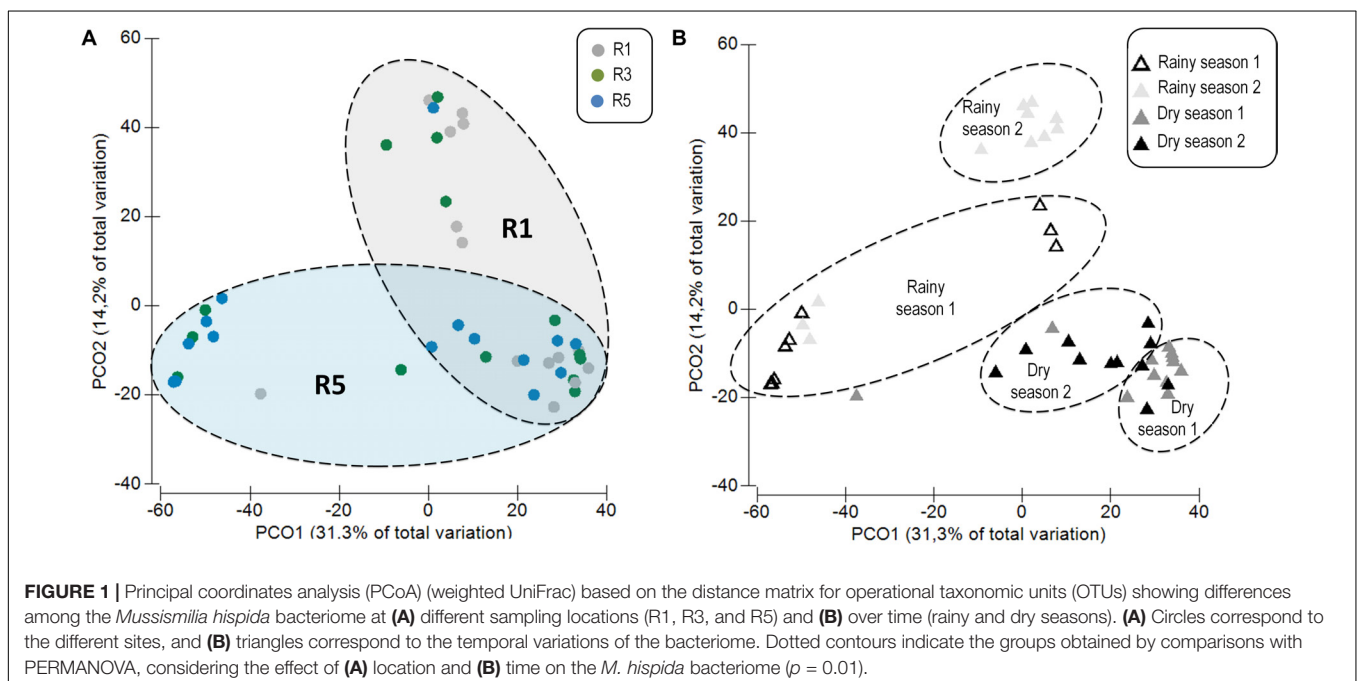 A
60
40
20
0
-20
-40
-60
-40
-20
0
20
40
PCO2 (14,2% of total variation)
PCO1 (31.3% of total variation)
R1
R3
R5
R1
R5
B
60
40
20
0
-20
-40
-60
-40
-20
0
20
40
PCO2 (14,2% of total variation)
PCO1 (31,3% of total variation)
Rainy season 1
Rainy season 2
Dry season 1
Dry season 2
Rainy
season 2
Rainy
season 1
Dry
season 2
Dry
season 1
FIGURE 1 | Principal coordinates analysis (PCoA) (weighted UniFrac) based on the distance matrix for operational taxonomic units (OTUs) showing differences
among the Mussismilia hispida bacteriome at (A) different sampling locations (R1, R3, and R5) and (B) over time (rainy and dry seasons). (A) Circles correspond to
the different sites, and (B) triangles correspond to the temporal variations of the bacteriome. Dotted contours indicate the groups obtained by comparisons with
PERMANOVA, considering the effect of (A) location and (B) time on the M. hispida bacteriome (p = 0.01).